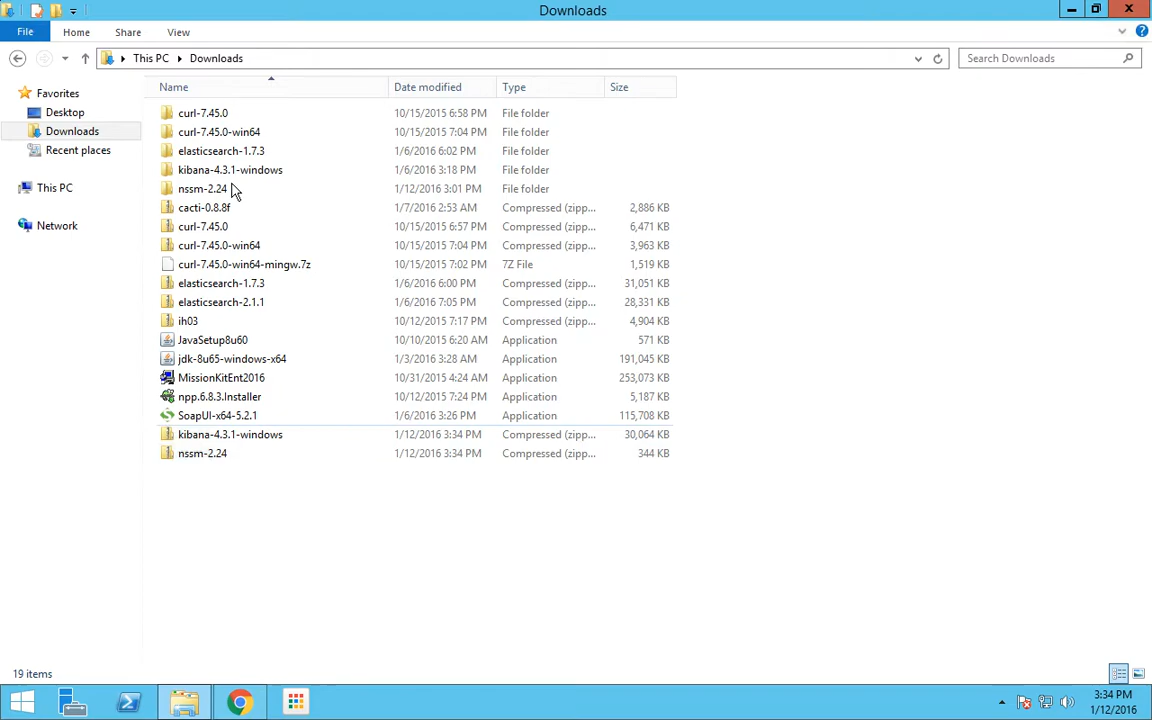 Downloads
File Home Share View
This PC Downloads Search Downloads
Name Date modified Type Size
Favorites
Desktop
Downloads
Recent places
This PC
Network
curl-7.45.0 10/15/2015 6:58 PM File folder
curl-7.45.0-win64 10/15/2015 7:04 PM File folder
elasticsearch-1.7.3 1/6/2016 6:02 PM File folder
kibana-4.3.1-windows 1/6/2016 3:18 PM File folder
nssm-2.24 1/12/2016 3:01 PM File folder
cacti-0.8.8f 1/7/2016 2:53 AM Compressed (zipp... 2,886 KB
curl-7.45.0 10/15/2015 6:57 PM Compressed (zipp... 6,471 KB
curl-7.45.0-win64 10/15/2015 7:04 PM Compressed (zipp... 3,963 KB
curl-7.45.0-win64-mingw.7z 10/15/2015 7:02 PM 7Z File 1,519 KB
elasticsearch-1.7.3 1/6/2016 6:00 PM Compressed (zipp... 31,051 KB
elasticsearch-2.1.1 1/6/2016 7:05 PM Compressed (zipp... 28,331 KB
ih03 10/12/2015 7:17 PM Compressed (zipp... 4,904 KB
JavaSetup8u60 10/10/2015 6:20 AM Application 571 KB
jdk-8u65-windows-x64 1/3/2016 3:28 AM Application 191,045 KB
MissionKitEnt2016 10/31/2015 4:24 AM Application 253,073 KB
npp.6.8.3.Installer 10/12/2015 7:24 PM Application 5,187 KB
SoapUI-x64-5.2.1 1/6/2016 3:26 PM Application 115,708 KB
kibana-4.3.1-windows 1/12/2016 3:34 PM Compressed (zipp... 30,064 KB
nssm-2.24 1/12/2016 3:34 PM Compressed (zipp... 344 KB
19 items
3:34 PM
1/12/2016